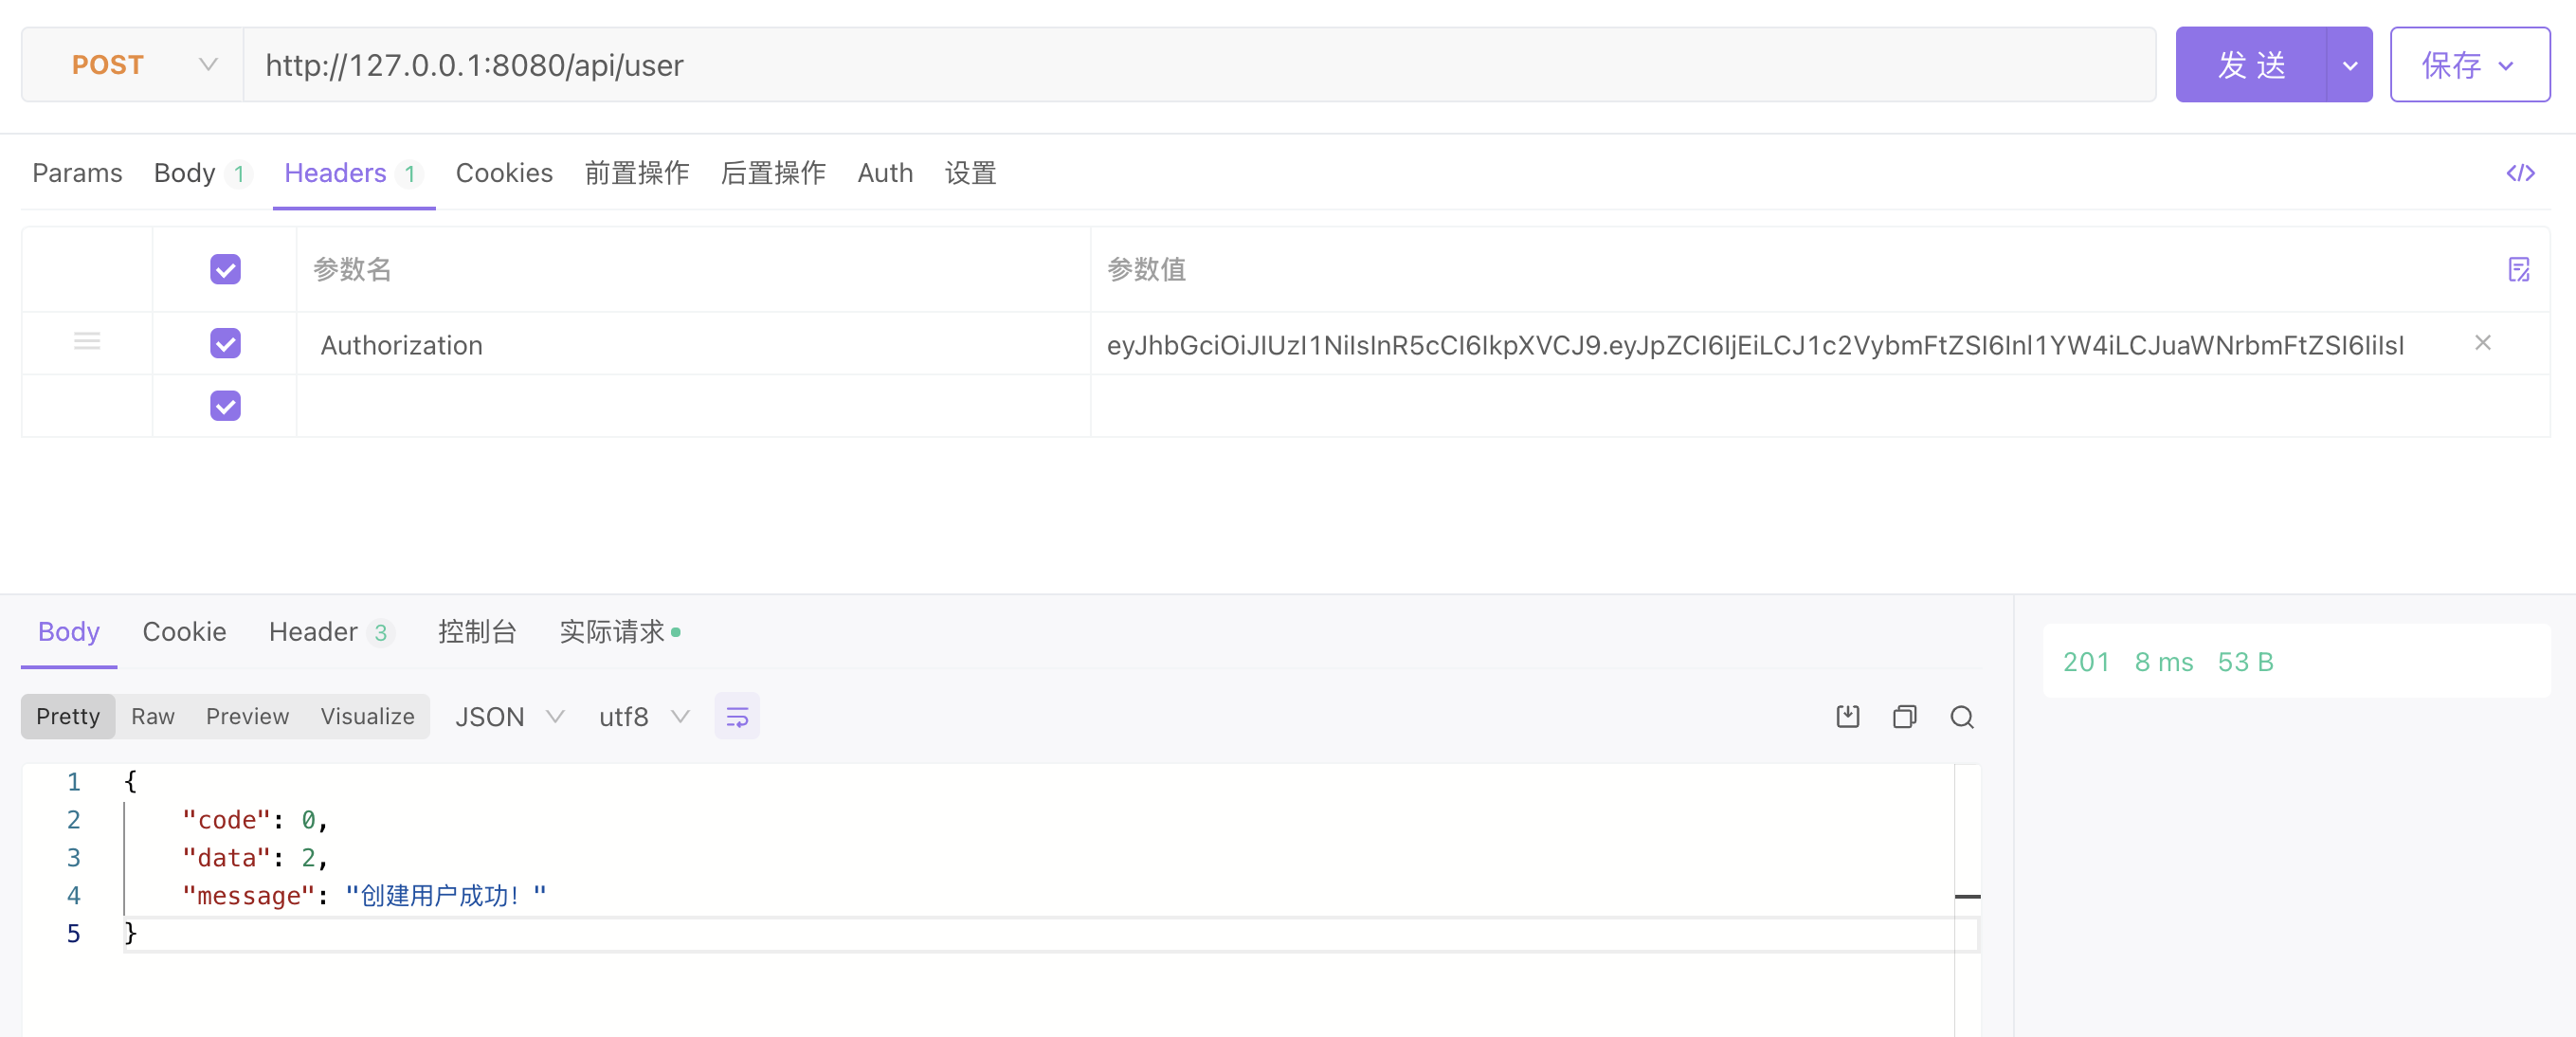 POST http://127.0.0.1:8080/api/user 发送 保存
Params Body 1 Headers 1 Cookies 前置操作 后置操作 Auth 设置 </>
参数名 参数值
Authorization eyJhbGciOiJIUzI1NiIsInR5cCI6IkpXVCJ9.eyJpZCI6IjEiLCJ1c2VybmFtZSI6Inl1YW4iLCJuaWNrbmFtZSI6IiIsI
Body Cookie Header 3 控制台 实际请求
201 8 ms 53 B
Pretty Raw Preview Visualize JSON utf8
1 {
2 "code": 0,
3 "data": 2,
4 "message": "创建用户成功！"
5 }